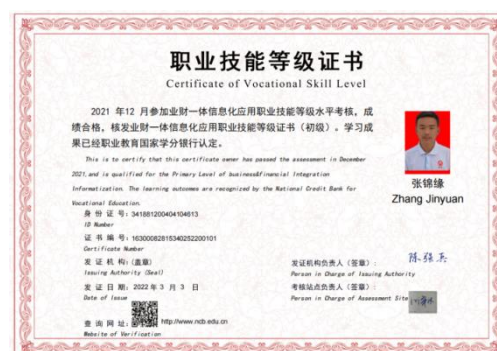 职业技能等级证书
Certificate of Vocational Skill Level
2021 年12 月参加业财一体信息化应用职业技能等级水平考核，成
绩合格，核发业财一体信息化应用职业技能等级证书（初级）。学习成
果已经职业教育国家学分银行认定。
This is to certify that this certificate owner has passed the assessment in December
2021,and is qualified for the Primary Level of business&financial Integration
Informatization. The learning outcomes are recognized by the National Credit Bank for
Vocational Education.
张锦缘
Zhang Jinyuan
身 份 证 号：341881200404104613
ID Number
证 书 编 号：16300082815340252200101
Certificate Number
发 证 机 构：(盖章)
Issuing Authority (Seal)
发证机构负责人（签章）：
Person in Charge of Issuing Authority
发 证 日 期：2022 年 3 月 3 日
Date of Issue
考核站点负责人（签章）：
Person in Charge of Assessment Site
查 询 网 址：http://www.ncb.edu.cn
Website of Verification